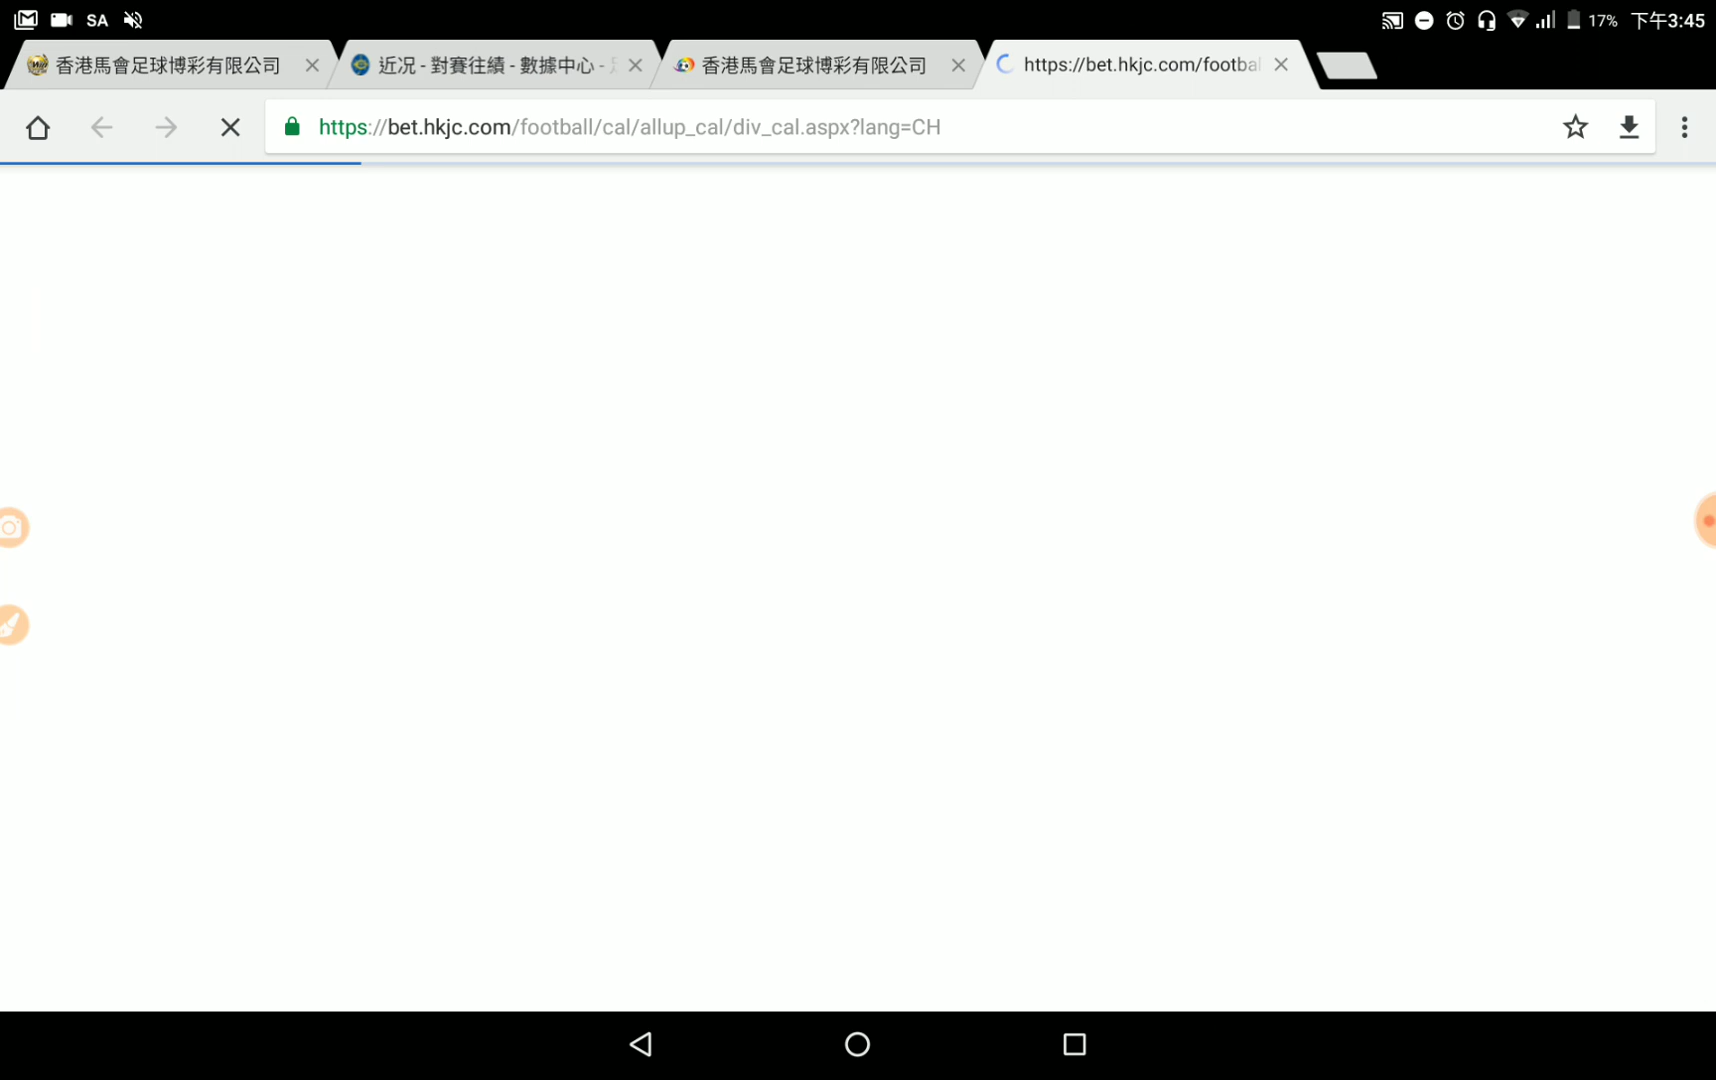 SA
17%
下午3:45
香港馬會足球博彩有限公司
近况 - 對賽往績 - 數據中心 -
香港馬會足球博彩有限公司
https://bet.hkjc.com/footbal
https://bet.hkjc.com/football/cal/allup_cal/div_cal.aspx?lang=CH